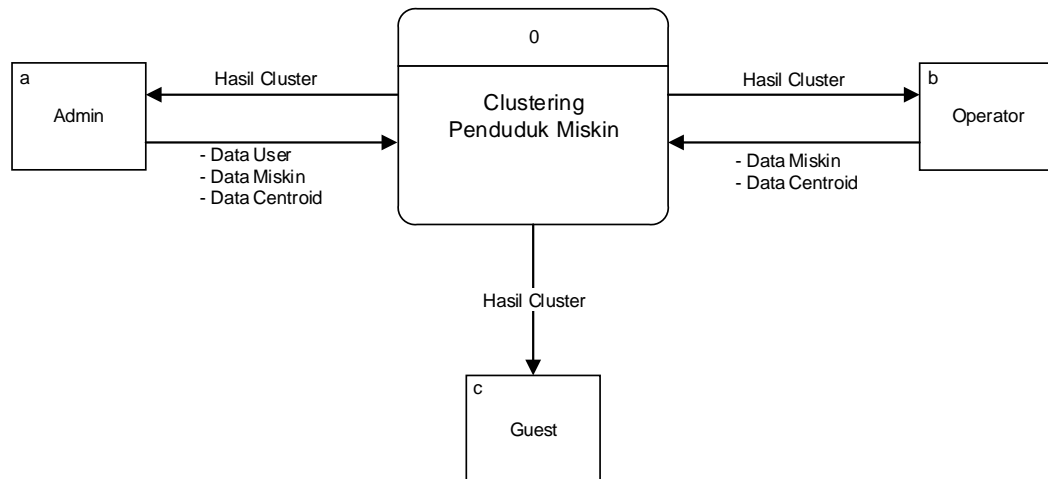 0
a
Hasil Cluster
Hasil Cluster
b
Admin
Clustering
Penduduk Miskin
Operator
- Data User
- Data Miskin
- Data Centroid
- Data Miskin
- Data Centroid
Hasil Cluster
c
Guest